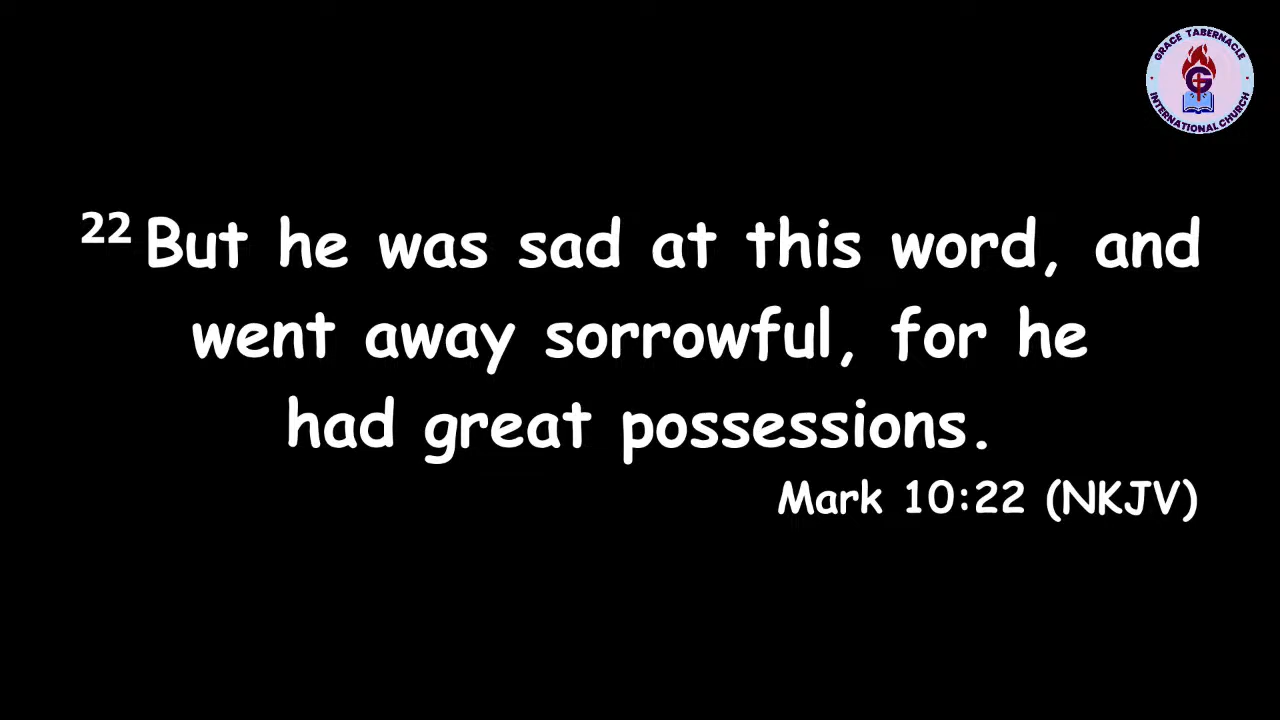 GRACE TABERNACLE
INTERNATIONAL CHURCH
G
22 But he was sad at this word, and
went away sorrowful, for he
had great possessions.
Mark 10:22 (NKJV)